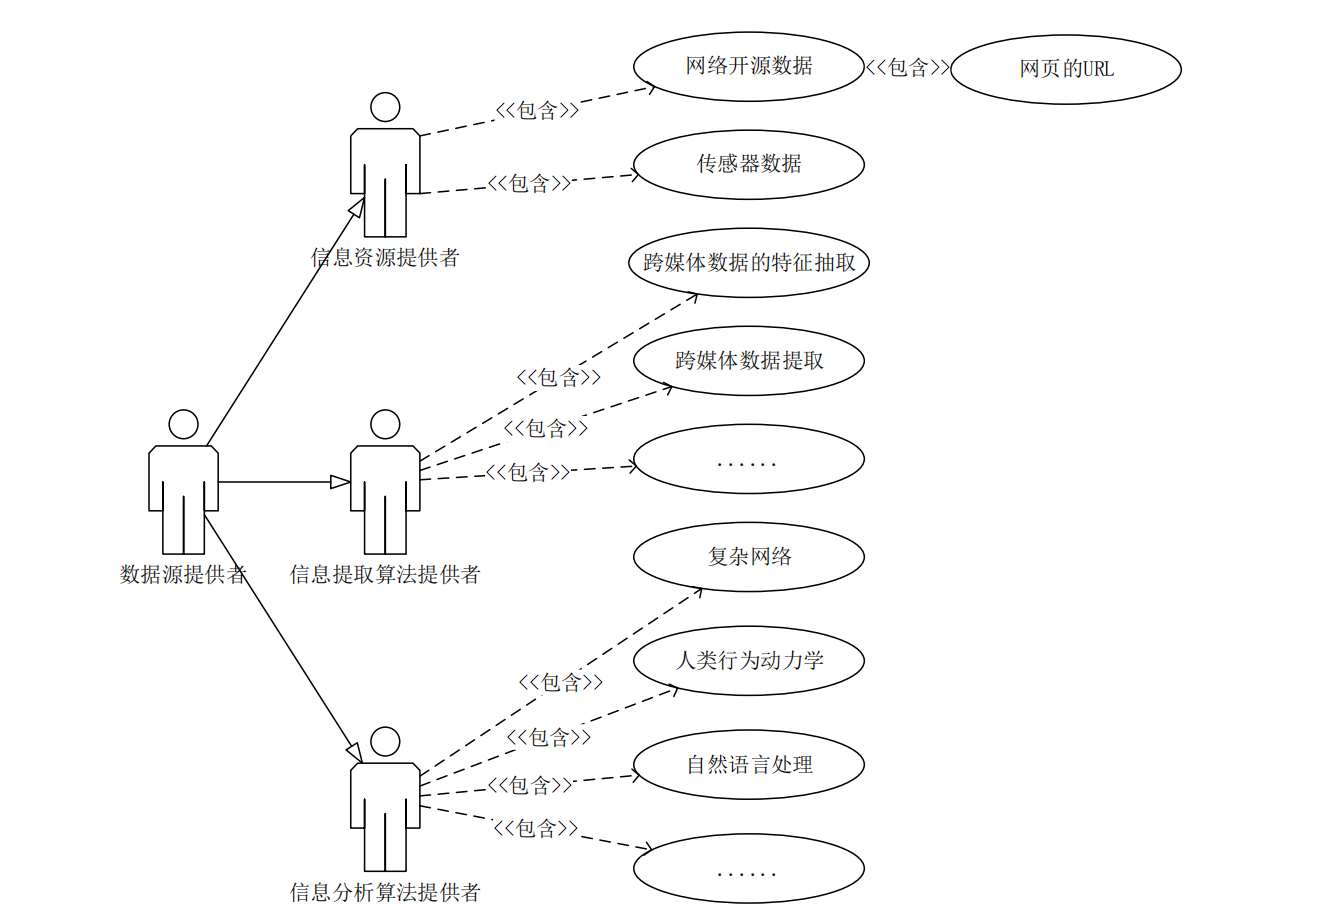 网络开源数据
<<包含>>
网页的URL
<<包含>>
传感器数据
<<包含>>
信息资源提供者
跨媒体数据的特征抽取
跨媒体数据提取
<<包含>>
<<包含>>
......
<<包含>>
复杂网络
数据源提供者
信息提取算法提供者
人类行为动力学
<<包含>>
<<包含>>
自然语言处理
<<包含>>
<<包含>>
......
信息分析算法提供者